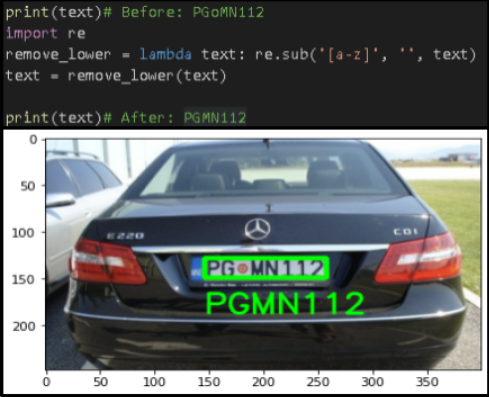 print(text)# Before: PGoMN112
import re
remove_lower = lambda text: re.sub('[a-z]', '', text)
text = remove_lower(text)
print(text)# After: PGMN112
0
50
100
150
200
E220
CDI
PG MN112
PGMN112
0 50 100 150 200 250 300 350